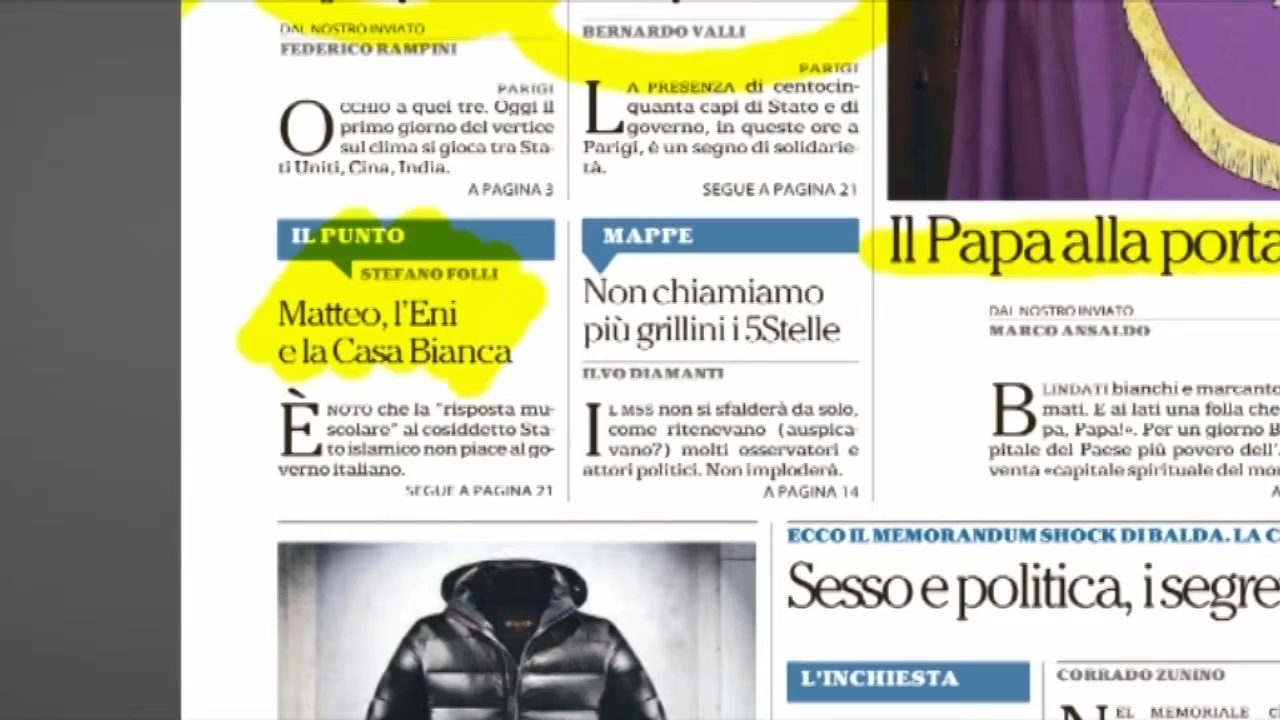 DAL NOSTRO INVIATO
FEDERICO RAMPINI
PARIGI
OCCHIO a quei tre. Oggi il
primo giorno del vertice
sul clima si gioca tra Sta-
ti Uniti, Cina, India.
A PAGINA 3
BERNARDO VALLI
PARIGI
LA PRESENZA di centocin-
quanta capi di Stato e di
governo, in queste ore a
Parigi, è un segno di solidarie-
tà.
SEGUE A PAGINA 21
IL PUNTO
STEFANO FOLLI
Matteo, l'Eni
e la Casa Bianca
È NOTO che la "risposta mu-
scolare" al cosiddetto Sta-
to islamico non piace al go-
verno italiano.
SEGUE A PAGINA 21
MAPPE
Non chiamiamo
più grillini i 5Stelle
ILVO DIAMANTI
IL M5S non si sfalderà da solo,
come ritenevano (auspica-
vano?) molti osservatori e
attori politici. Non imploderà.
A PAGINA 14
Il Papa alla porta
DAL NOSTRO INVIATO
MARCO ANSALDO
BLINDATI bianchi e marcanto
mati. E ai lati una folla che
pa, Papa!». Per un giorno B
pitale del Paese più povero dell'
venta «capitale spirituale del mo
A
ECCO IL MEMORANDUM SHOCK DI BALDA. LA C
Sesso e politica, i segre
L'INCHIESTA
CORRADO ZUNINO
NEL MEMORIALE c